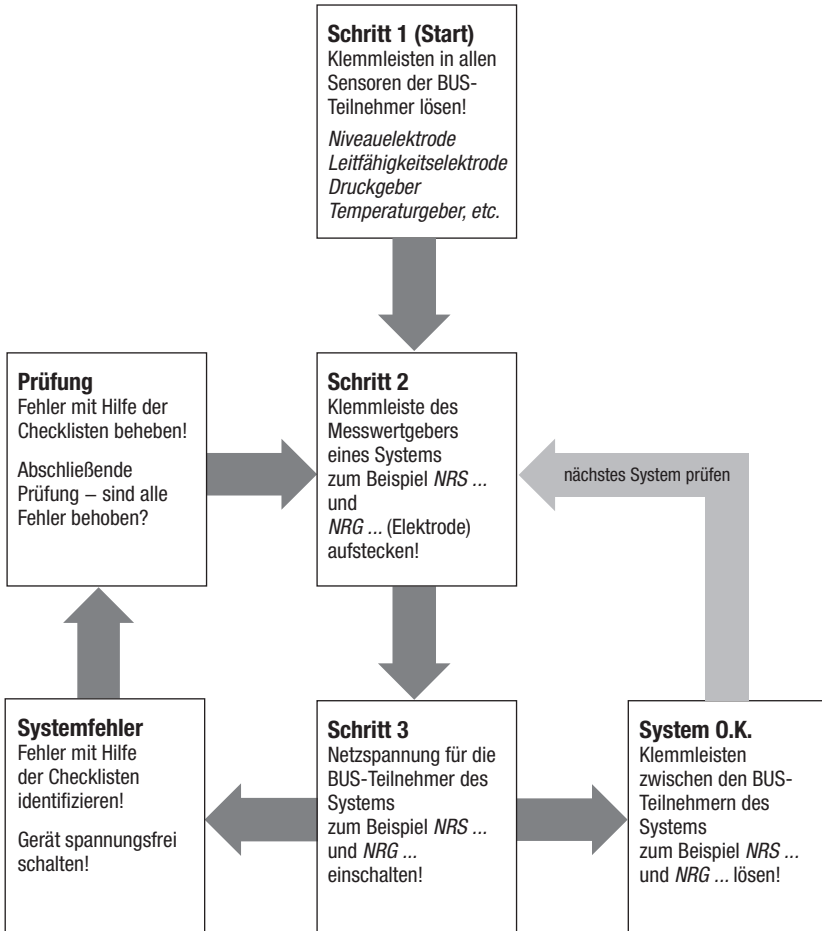 Schritt 1 (Start)
Klemmleisten in allen
Sensoren der BUS-
Teilnehmer lösen!
Niveauelektrode
Leitfähigkeitselektrode
Druckgeber
Temperaturgeber, etc.
Prüfung
Fehler mit Hilfe der
Checklisten beheben!
Abschließende
Prüfung – sind alle
Fehler behoben?
Schritt 2
Klemmleiste des
Messwertgebers
eines Systems
zum Beispiel NRS ...
und
NRG ... (Elektrode)
aufstecken!
nächstes System prüfen
Systemfehler
Fehler mit Hilfe
der Checklisten
identifizieren!
Gerät spannungsfrei
schalten!
Schritt 3
Netzspannung für die
BUS-Teilnehmer des
Systems
zum Beispiel NRS ...
und NRG ...
einschalten!
System O.K.
Klemmleisten
zwischen den BUS-
Teilnehmern des
Systems
zum Beispiel NRS ...
und NRG ... lösen!